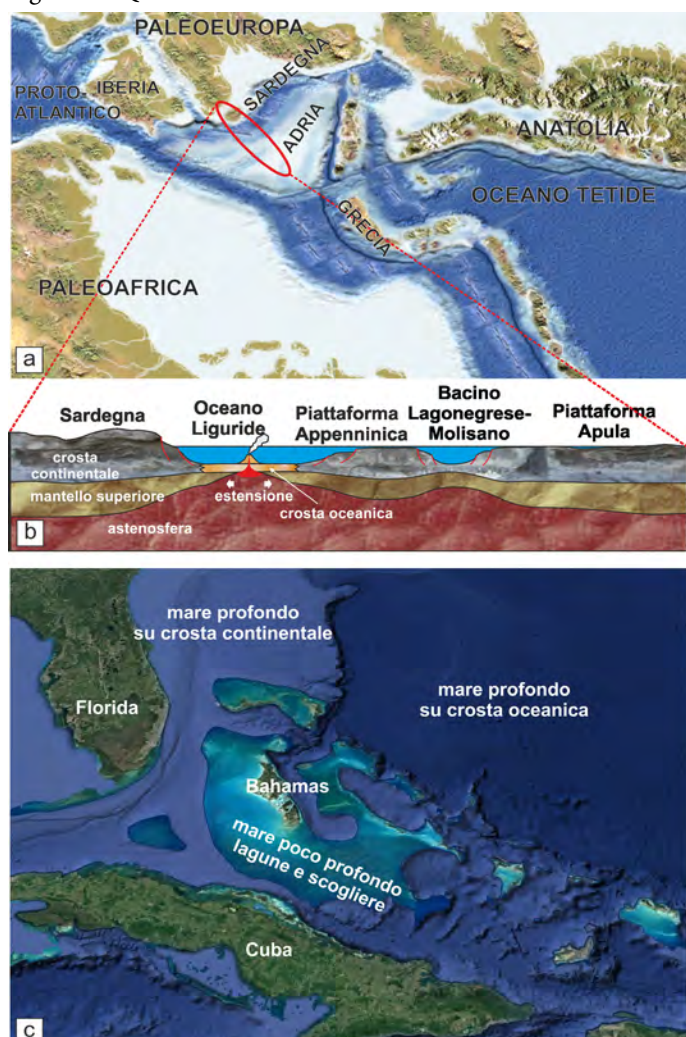 PALEOEUROPA
PROTO-
ATLANTICO
IBERIA
SARDEGNA
ADRIA
ANATOLIA
OCEANO TETIDE
GRECIA
PALEOAFRICA
a
Sardegna
Oceano
Liguride
Piattaforma
Appenninica
Bacino
Lagonegrese-
Molisano
Piattaforma
Apula
crosta
continentale
mantello superiore
estensione
crosta oceanica
astenosfera
b
mare profondo
su crosta continentale
mare profondo
su crosta oceanica
Florida
Bahamas
mare poco profondo
lagune e scogliere
Cuba
c